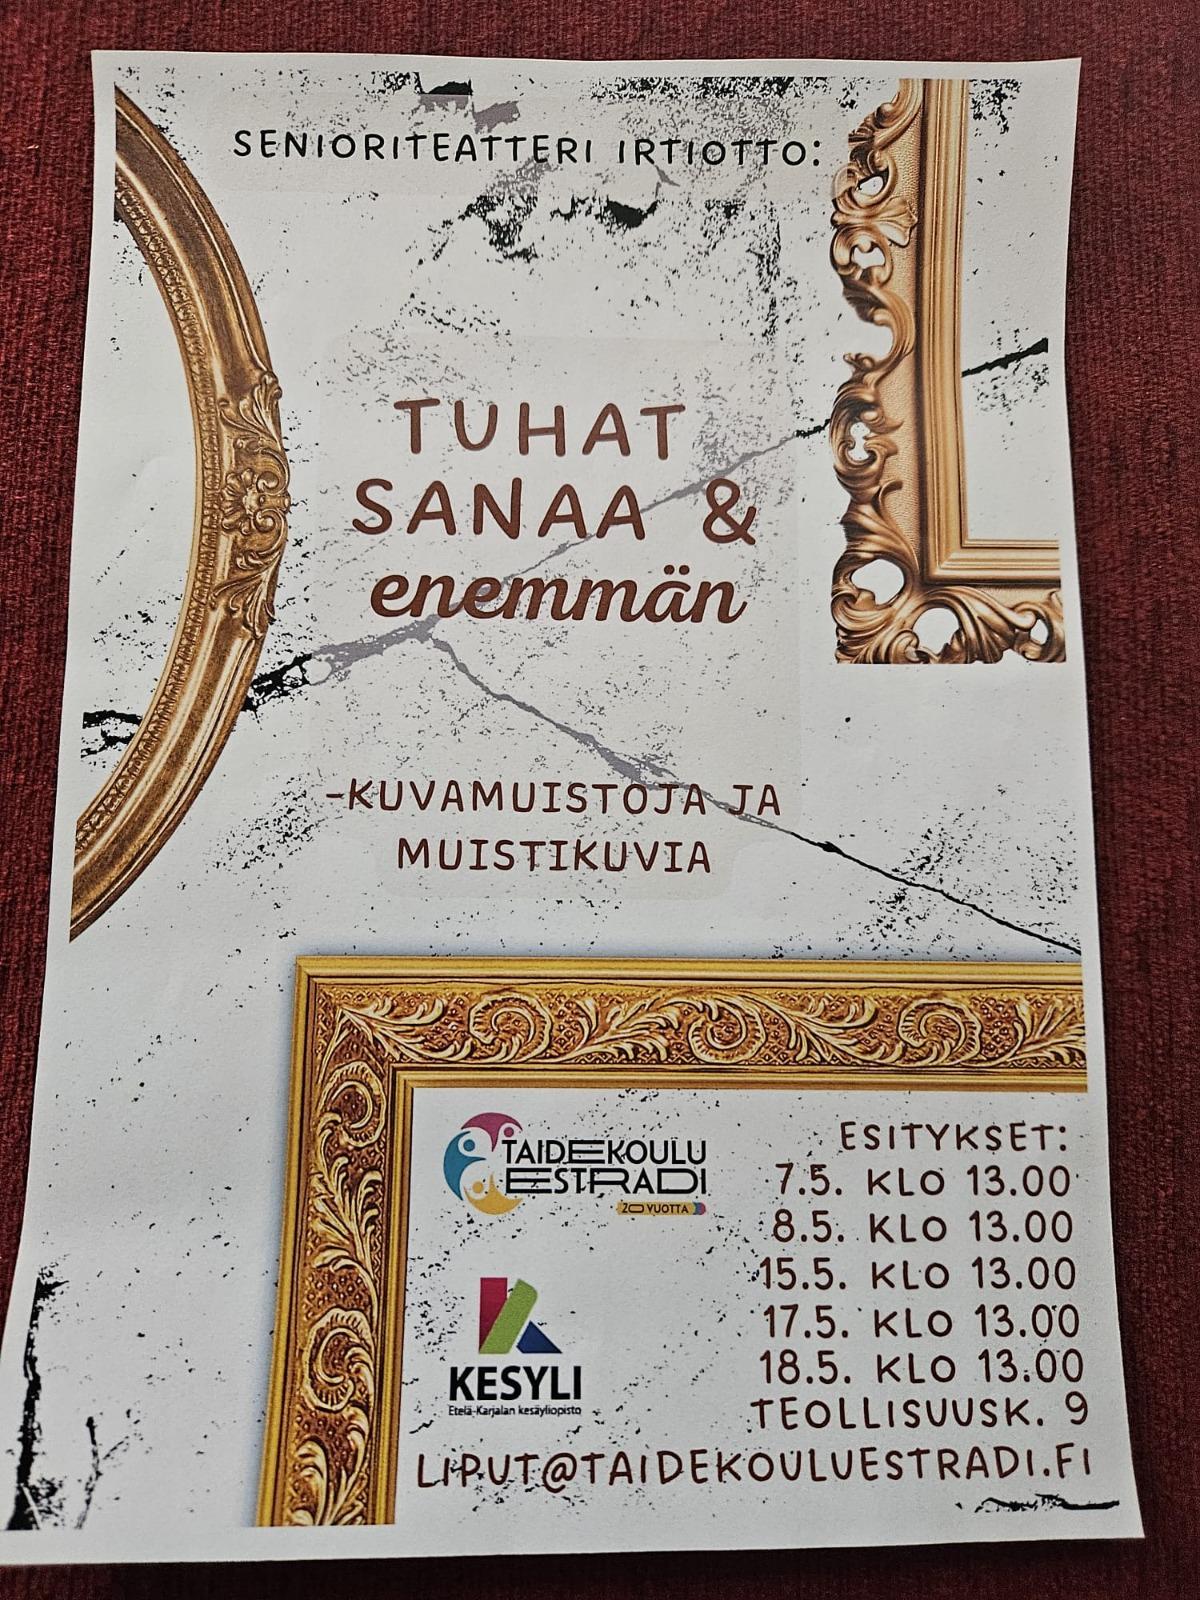 SENIORITEATTERI IRTIOTTO:
TUHAT
SANAA &
enemmän
-KUVAMUISTOJA JA
MUISTIKUVIA
TAIDEKOULU
ESTRADI
20 VUOTTA
KESYLI
Etelä-Karjalan kesäyliopisto
ESITYKSET:
7.5. KLO 13.00
8.5. KLO 13.00
15.5. KLO 13.00
17.5. KLO 13.00
18.5. KLO 13.00
TEOLLISUUSK. 9
LIPUT@TAIDEKOULUESTRADI.FI